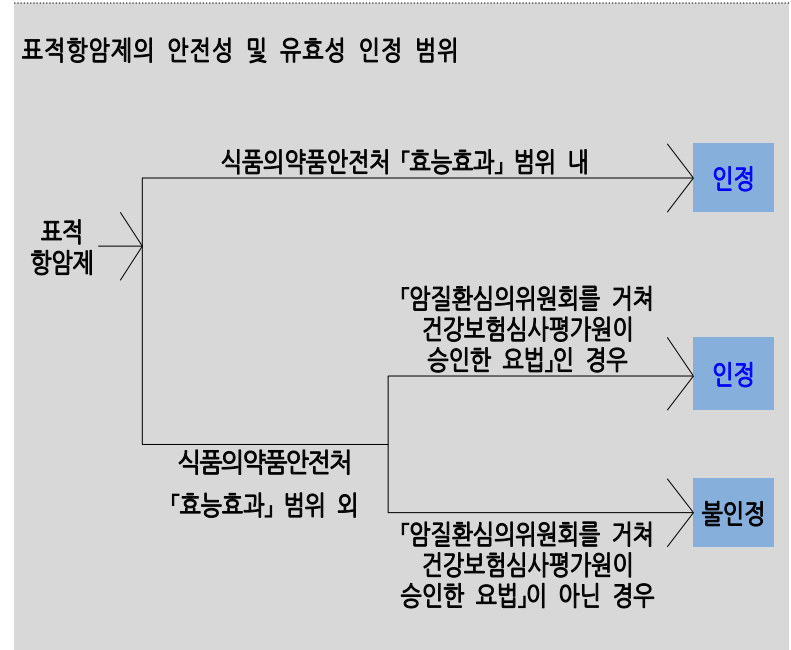 표적항암제의 안전성 및 유효성 인정 범위
식품의약품안전처 「효능효과」 범위 내
인정
표적
항암제
「암질환심의위원회를 거쳐
건강보험심사평가원이
승인한 요법」인 경우
인정
식품의약품안전처
「효능효과」 범위 외
불인정
「암질환심의위원회를 거쳐
건강보험심사평가원이
승인한 요법」이 아닌 경우